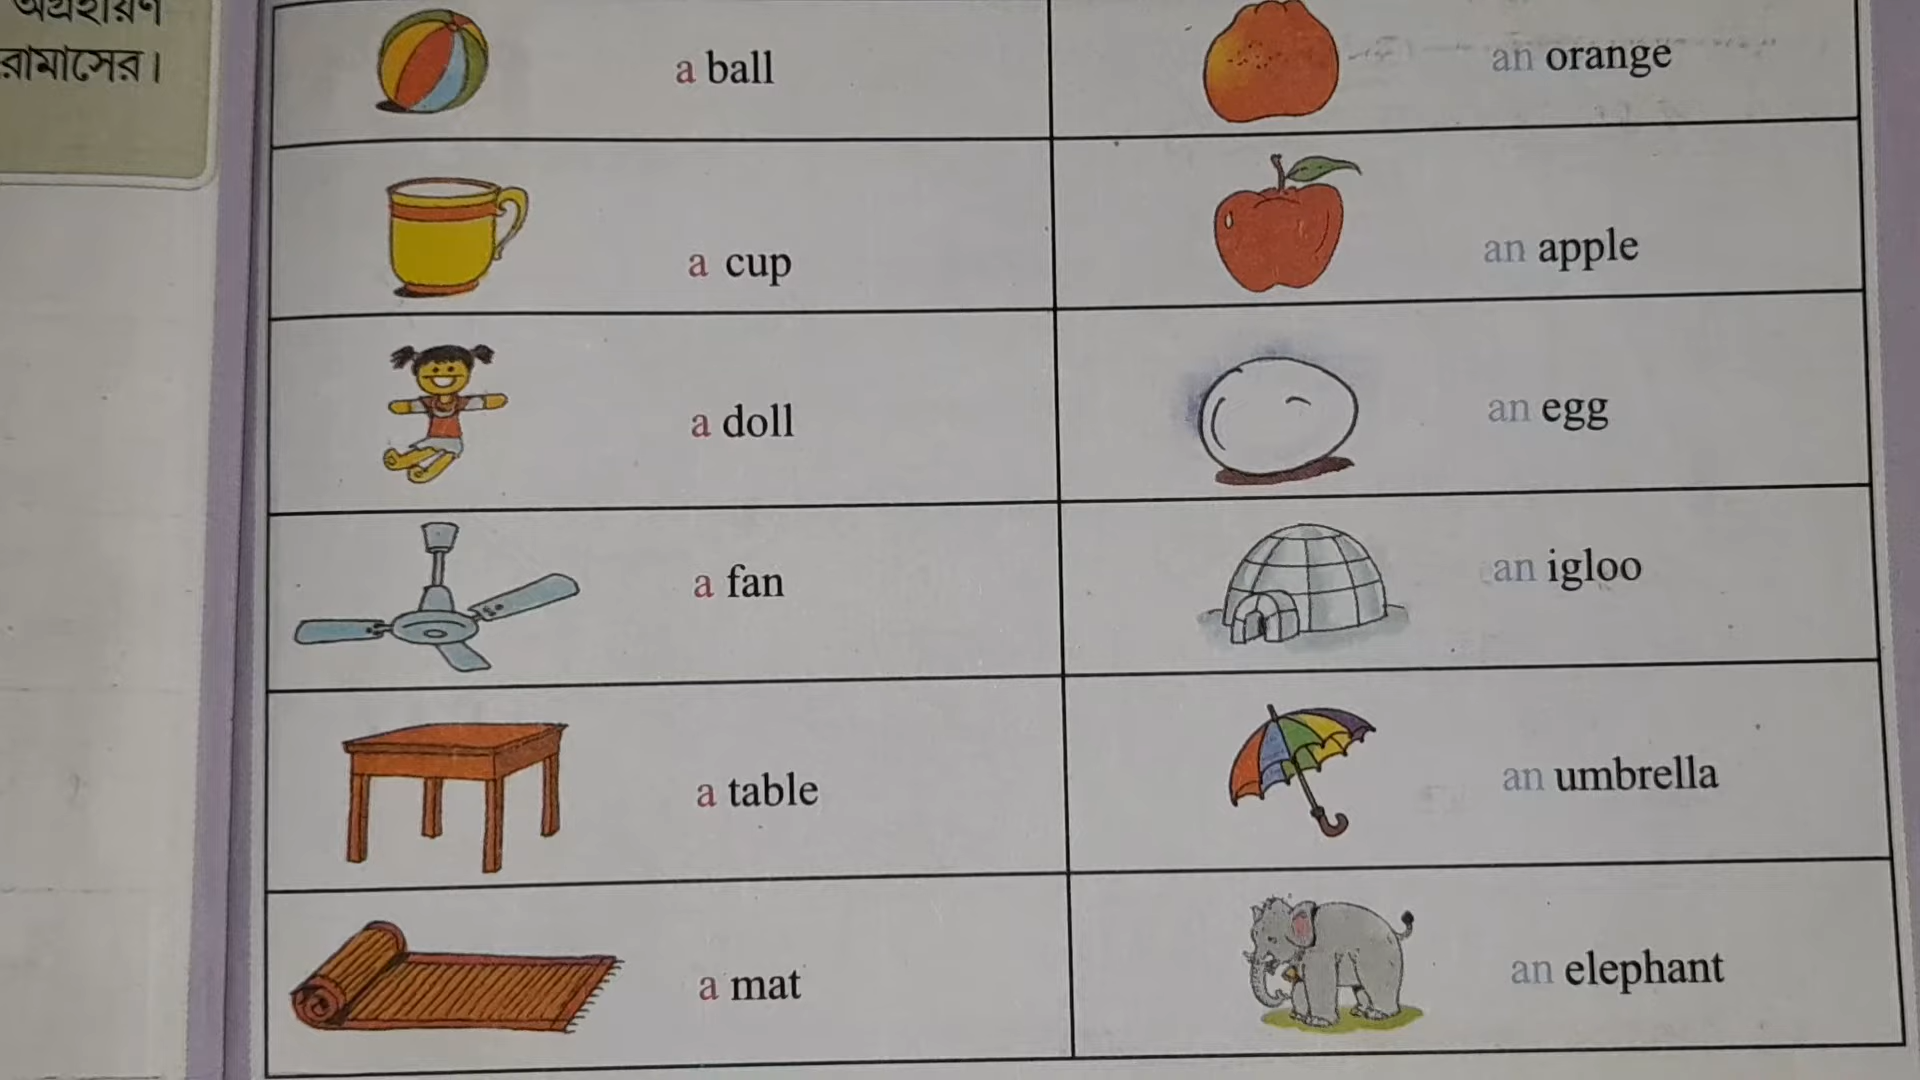 অগ্রহায়ণ
রোমাসের।
a ball
an orange
a cup
an apple
a doll
an egg
a fan
an igloo
a table
an umbrella
a mat
an elephant